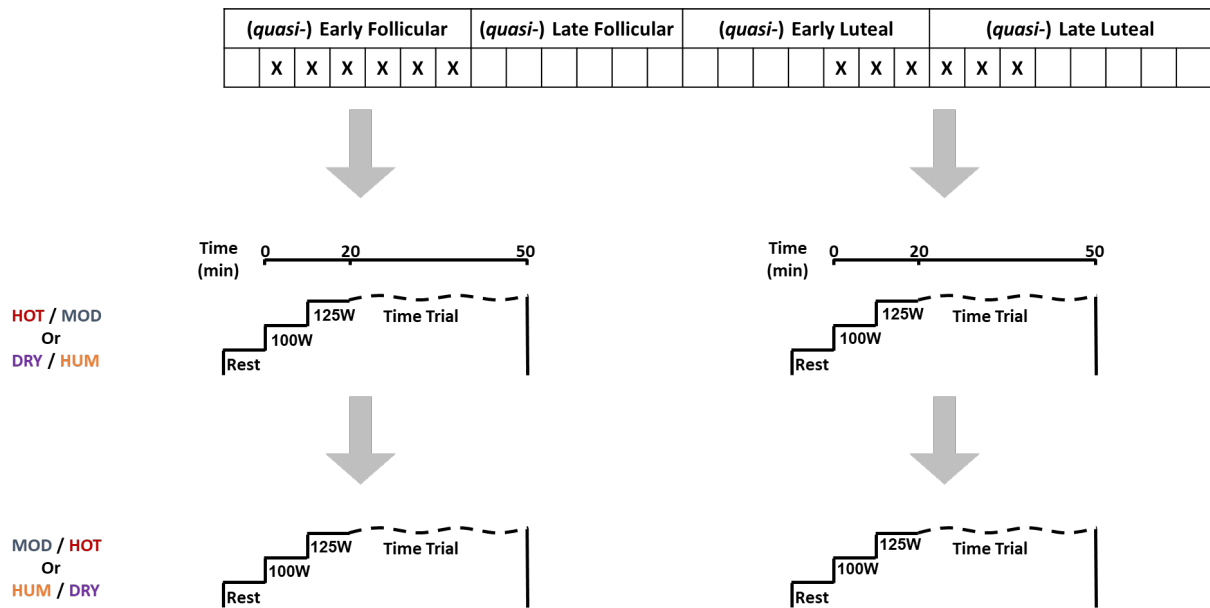 (quasi-) Early Follicular (quasi-) Late Follicular (quasi-) Early Luteal (quasi-) Late Luteal
X X X X X X X X X X X X
Time 0 20 50
(min)
Time 0 20 50
(min)
HOT / MOD
Or
DRY / HUM
125W Time Trial
100W
Rest
125W Time Trial
100W
Rest
MOD / HOT
Or
HUM / DRY
125W Time Trial
100W
Rest
125W Time Trial
100W
Rest